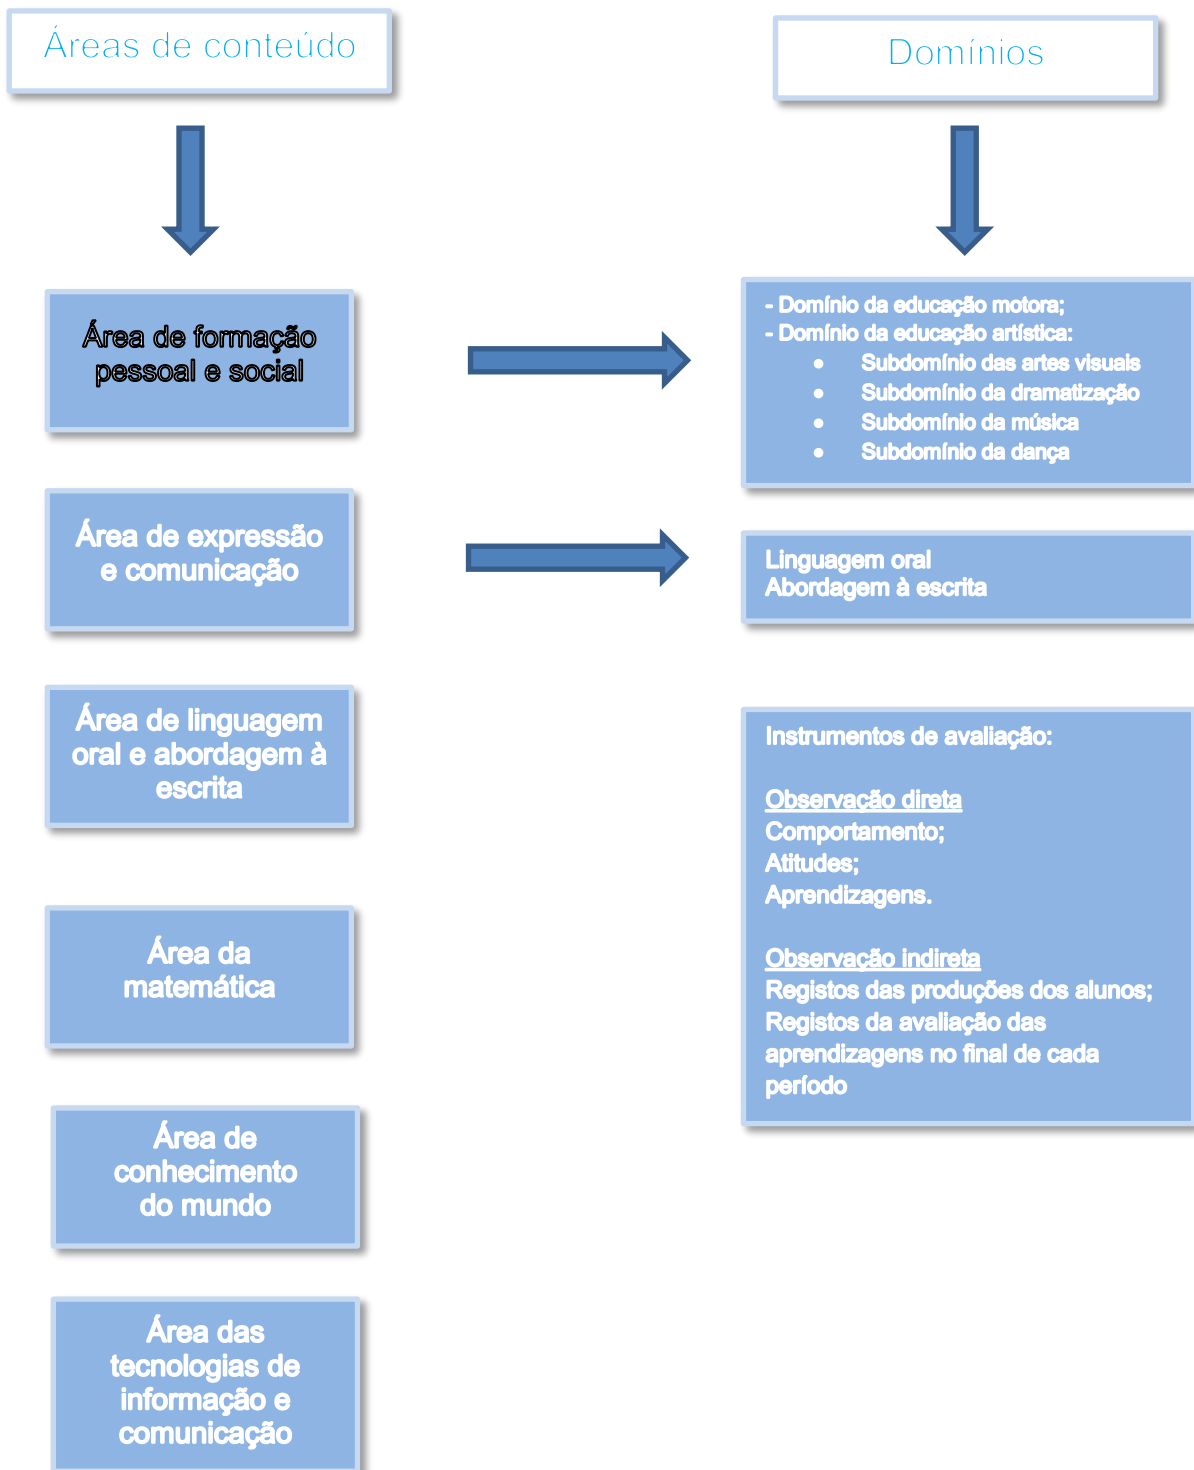 Áreas de conteúdo
Domínios
Área de formação
pessoal e social
- Domínio da educação motora;
- Domínio da educação artística:
● Subdomínio das artes visuais
● Subdomínio da dramatização
● Subdomínio da música
● Subdomínio da dança
Área de expressão
e comunicação
Linguagem oral
Abordagem à escrita
Área de linguagem
oral e abordagem à
escrita
Instrumentos de avaliação:
Observação direta
Comportamento;
Atitudes;
Aprendizagens.
Observação indireta
Registos das produções dos alunos;
Registos da avaliação das
aprendizagens no final de cada
período
Área da
matemática
Área de
conhecimento
do mundo
Área das
tecnologias de
informação e
comunicação